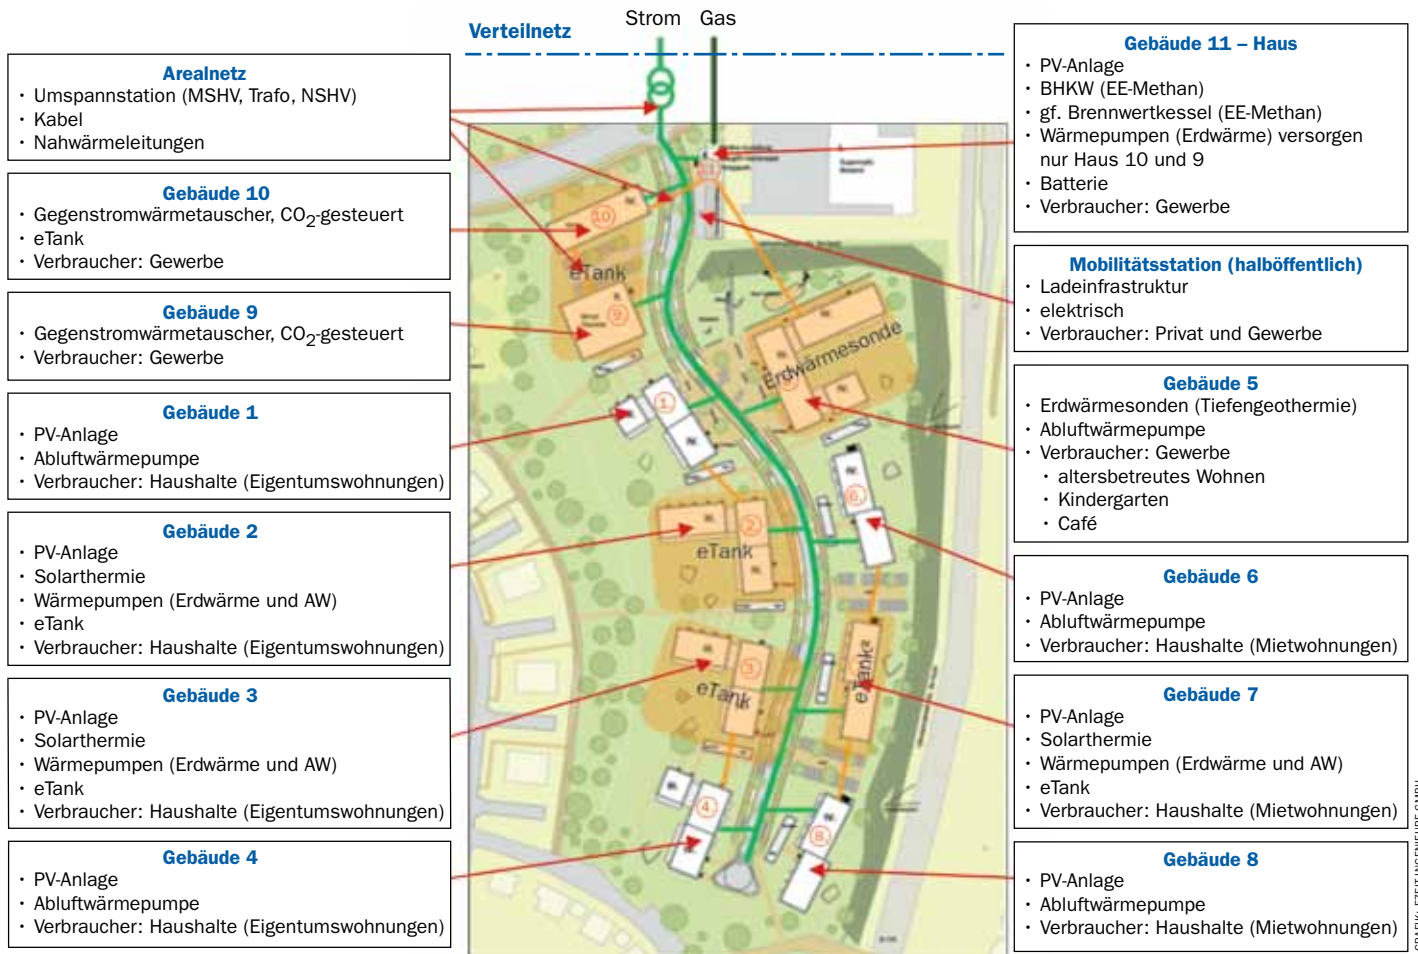 Strom Gas
Verteilnetz
Arealnetz
· Umspannstation (MSHV, Trafo, NSHV)
· Kabel
· Nahwärmeleitungen
Gebäude 10
· Gegenstromwärmetauscher, CO2-gesteuert
· eTank
· Verbraucher: Gewerbe
Gebäude 9
· Gegenstromwärmetauscher, CO2-gesteuert
· Verbraucher: Gewerbe
Gebäude 1
· PV-Anlage
· Abluftwärmepumpe
· Verbraucher: Haushalte (Eigentumswohnungen)
Gebäude 2
· PV-Anlage
· Solarthermie
· Wärmepumpen (Erdwärme und AW)
· eTank
· Verbraucher: Haushalte (Eigentumswohnungen)
Gebäude 3
· PV-Anlage
· Solarthermie
· Wärmepumpen (Erdwärme und AW)
· eTank
· Verbraucher: Haushalte (Eigentumswohnungen)
Gebäude 4
· PV-Anlage
· Abluftwärmepumpe
· Verbraucher: Haushalte (Eigentumswohnungen)
11
10
eTank
9
Erdwärmesonde
5
1.
6.
2
eTank
3
eTank
eTank
4.
8.
Gebäude 11 – Haus
· PV-Anlage
· BHKW (EE-Methan)
· gf. Brennwertkessel (EE-Methan)
· Wärmepumpen (Erdwärme) versorgen
nur Haus 10 und 9
· Batterie
· Verbraucher: Gewerbe
Mobilitätsstation (halböffentlich)
· Ladeinfrastruktur
· elektrisch
· Verbraucher: Privat und Gewerbe
Gebäude 5
· Erdwärmesonden (Tiefengeothermie)
· Abluftwärmepumpe
· Verbraucher: Gewerbe
· altersbetreutes Wohnen
· Kindergarten
· Café
Gebäude 6
· PV-Anlage
· Abluftwärmepumpe
· Verbraucher: Haushalte (Mietwohnungen)
Gebäude 7
· PV-Anlage
· Solarthermie
· Wärmepumpen (Erdwärme und AW)
· eTank
· Verbraucher: Haushalte (Mietwohnungen)
Gebäude 8
· PV-Anlage
· Abluftwärmepumpe
· Verbraucher: Haushalte (Mietwohnungen)
GRAFIK: EZEIT INGENIEURE GMBH